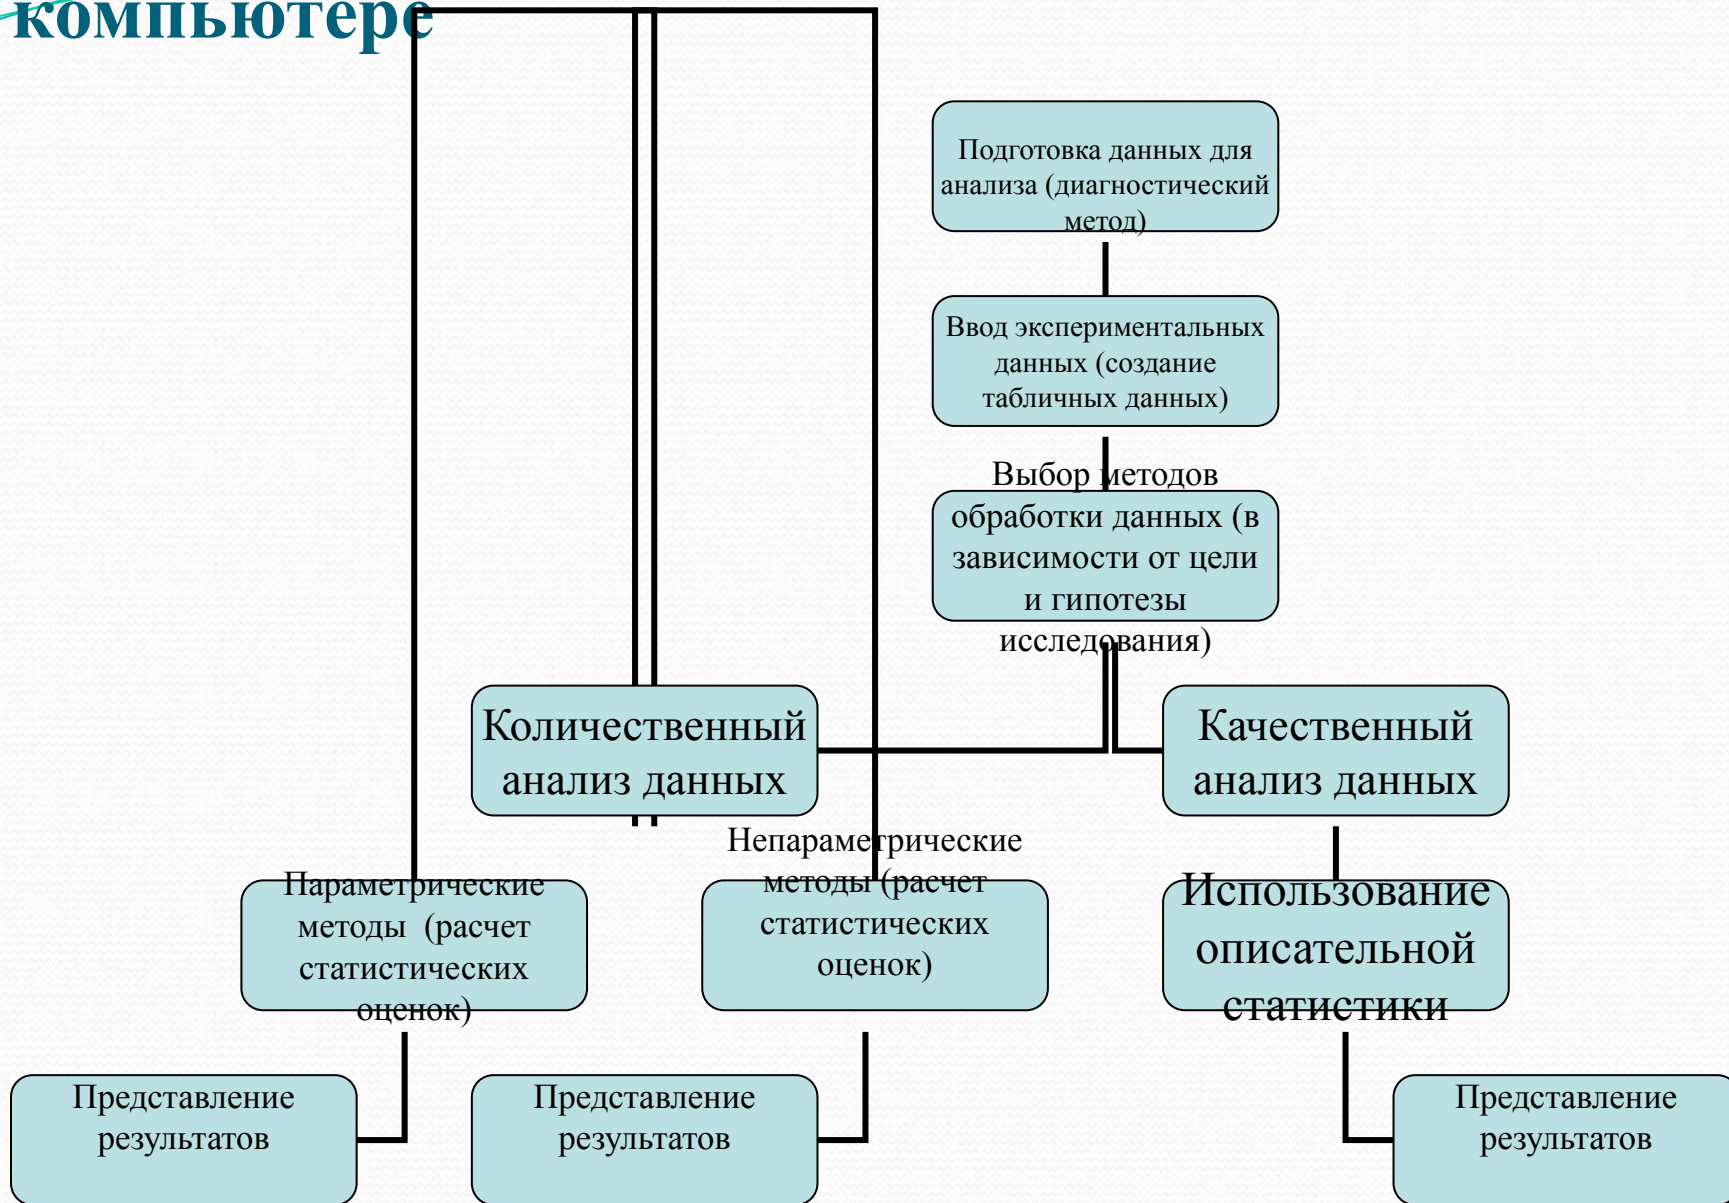 компьютере
Подготовка данных для
анализа (диагностический
метод)
Ввод экспериментальных
данных (создание
табличных данных)
Выбор методов
обработки данных (в
зависимости от цели
и гипотезы
исследования)
Количественный
анализ данных
Качественный
анализ данных
Параметрические
методы (расчет
статистических
оценок)
Непараметрические
методы (расчет
статистических
оценок)
Использование
описательной
статистики
Представление
результатов
Представление
результатов
Представление
результатов